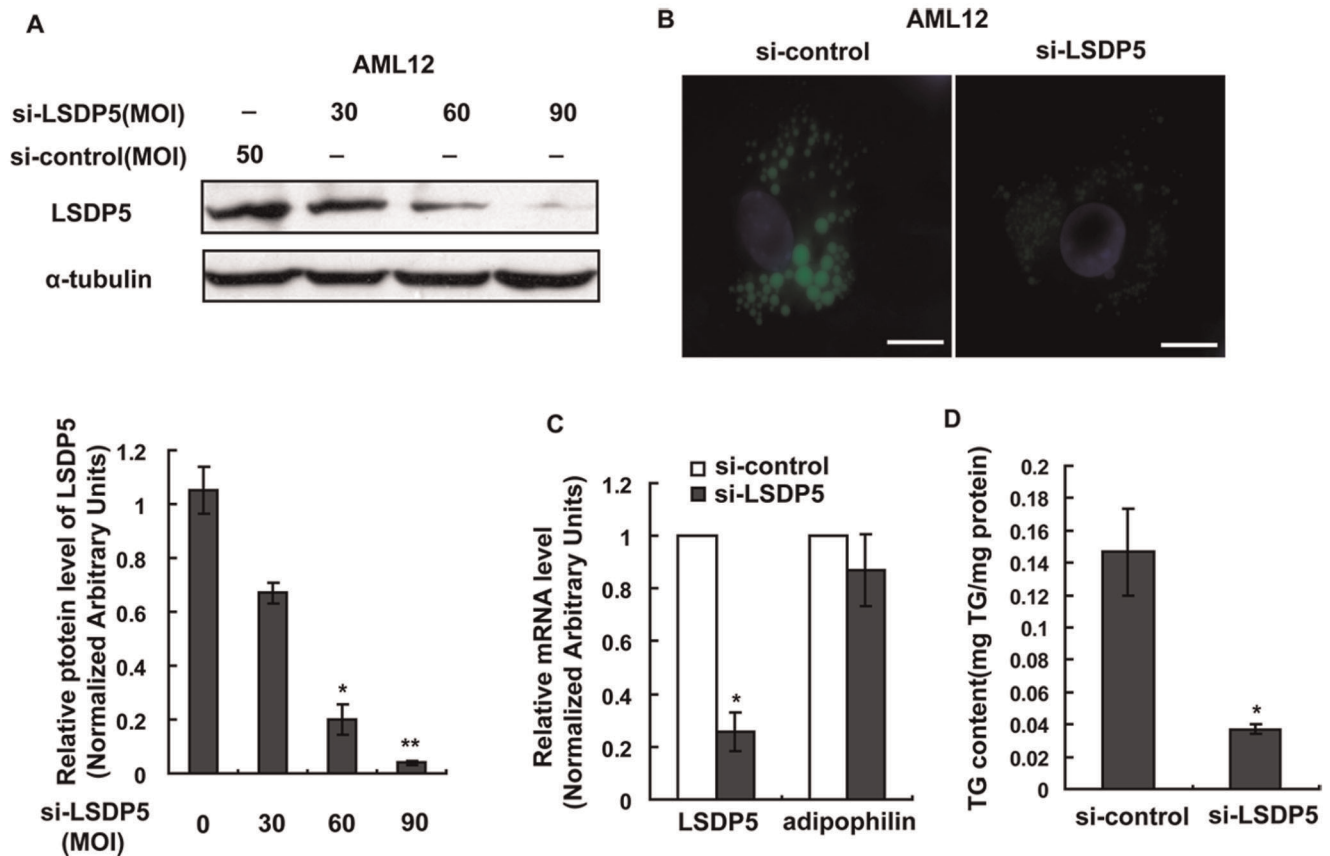 A
AML12
si-LSDP5(MOI) – 30 60 90
si-control(MOI) 50 – – –
LSDP5
α-tubulin
Relative ptotein level of LSDP5
(Normalized Arbitrary Units)
1.2
1
0.8
0.6
0.4
0.2
0
*
**
si-LSDP5
(MOI)
0 30 60 90
B
AML12
si-control si-LSDP5
C
si-control
si-LSDP5
Relative mRNA level
(Normalized Arbitrary Units)
1.2
1
0.8
0.6
0.4
0.2
0
*
LSDP5 adipophilin
D
TG content(mg TG/mg protein)
0.2
0.18
0.16
0.14
0.12
0.1
0.08
0.06
0.04
0.02
0
*
si-control si-LSDP5